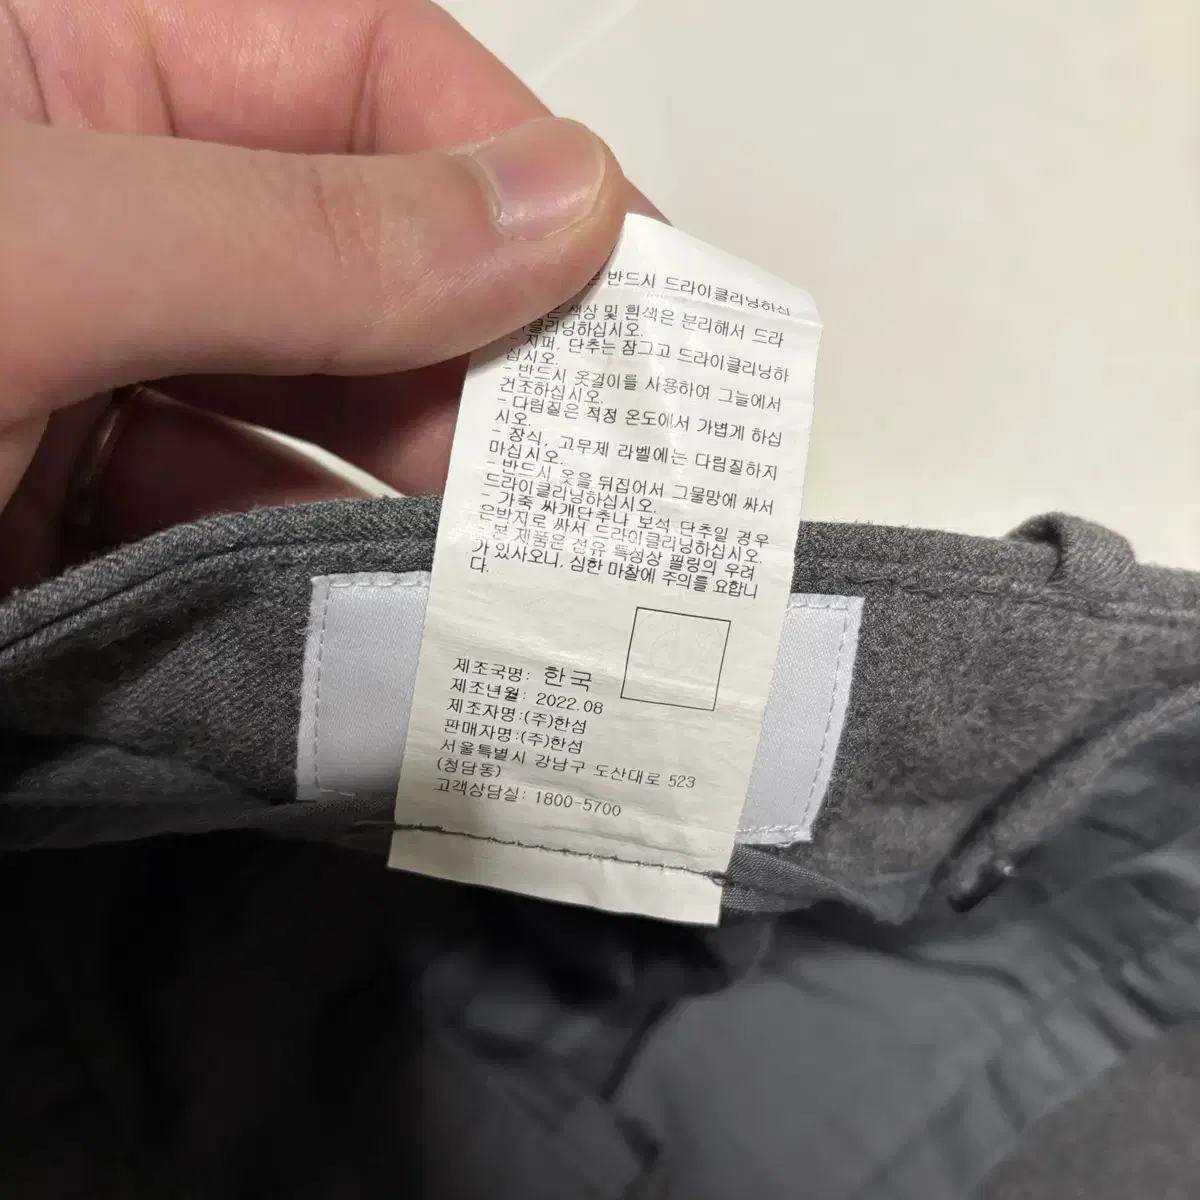 반드시 드라이클리닝하십
색상 및 흰색은 분리해서 드라
클리닝하십시오.
- 지퍼, 단추는 잠그고 드라이클리닝하
십시오.
- 반드시 옷걸이를 사용하여 그늘에서
건조하십시오.
- 다림질은 적정 온도에서 가볍게 하십
시오.
- 장식, 고무제 라벨에는 다림질하지
마십시오.
- 반드시 옷을 뒤집어서 그물망에 싸서
드라이클리닝하십시오.
- 가죽 싸개단추나 보석 단추일 경우
은박지로 싸서 드라이클리닝하십시오.
- 본 제품은 섬유 특성상 필링의 우려
가 있사오니, 심한 마찰에 주의를 요합니
다.
제조국명: 한국
제조년월: 2022.08
제조자명:(주)한섬
판매자명:(주)한섬
서울특별시 강남구 도산대로 523
(청담동)
고객상담실: 1800-5700